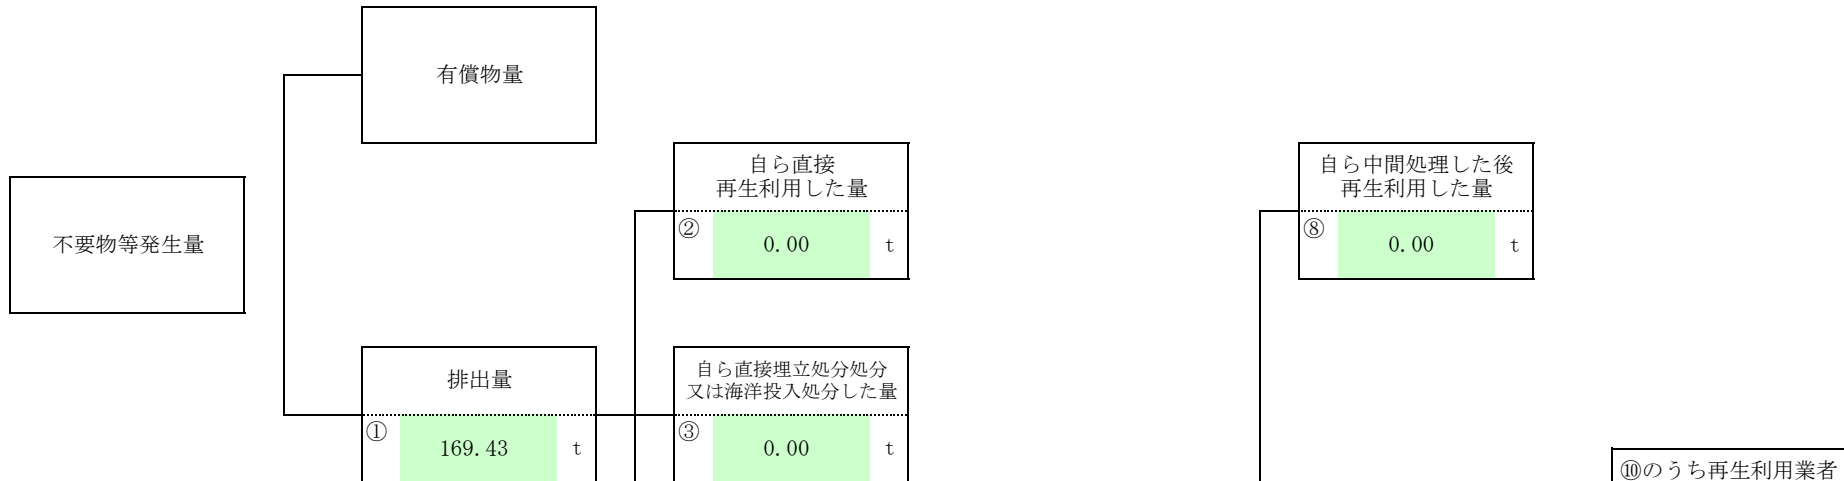 有償物量
不要物等発生量
自ら直接
再生利用した量
② 0.00 t
自ら中間処理した後
再生利用した量
⑧ 0.00 t
排出量
① 169.43 t
自ら直接埋立処分処分
又は海洋投入処分した量
③ 0.00 t
⑩のうち再生利用業者